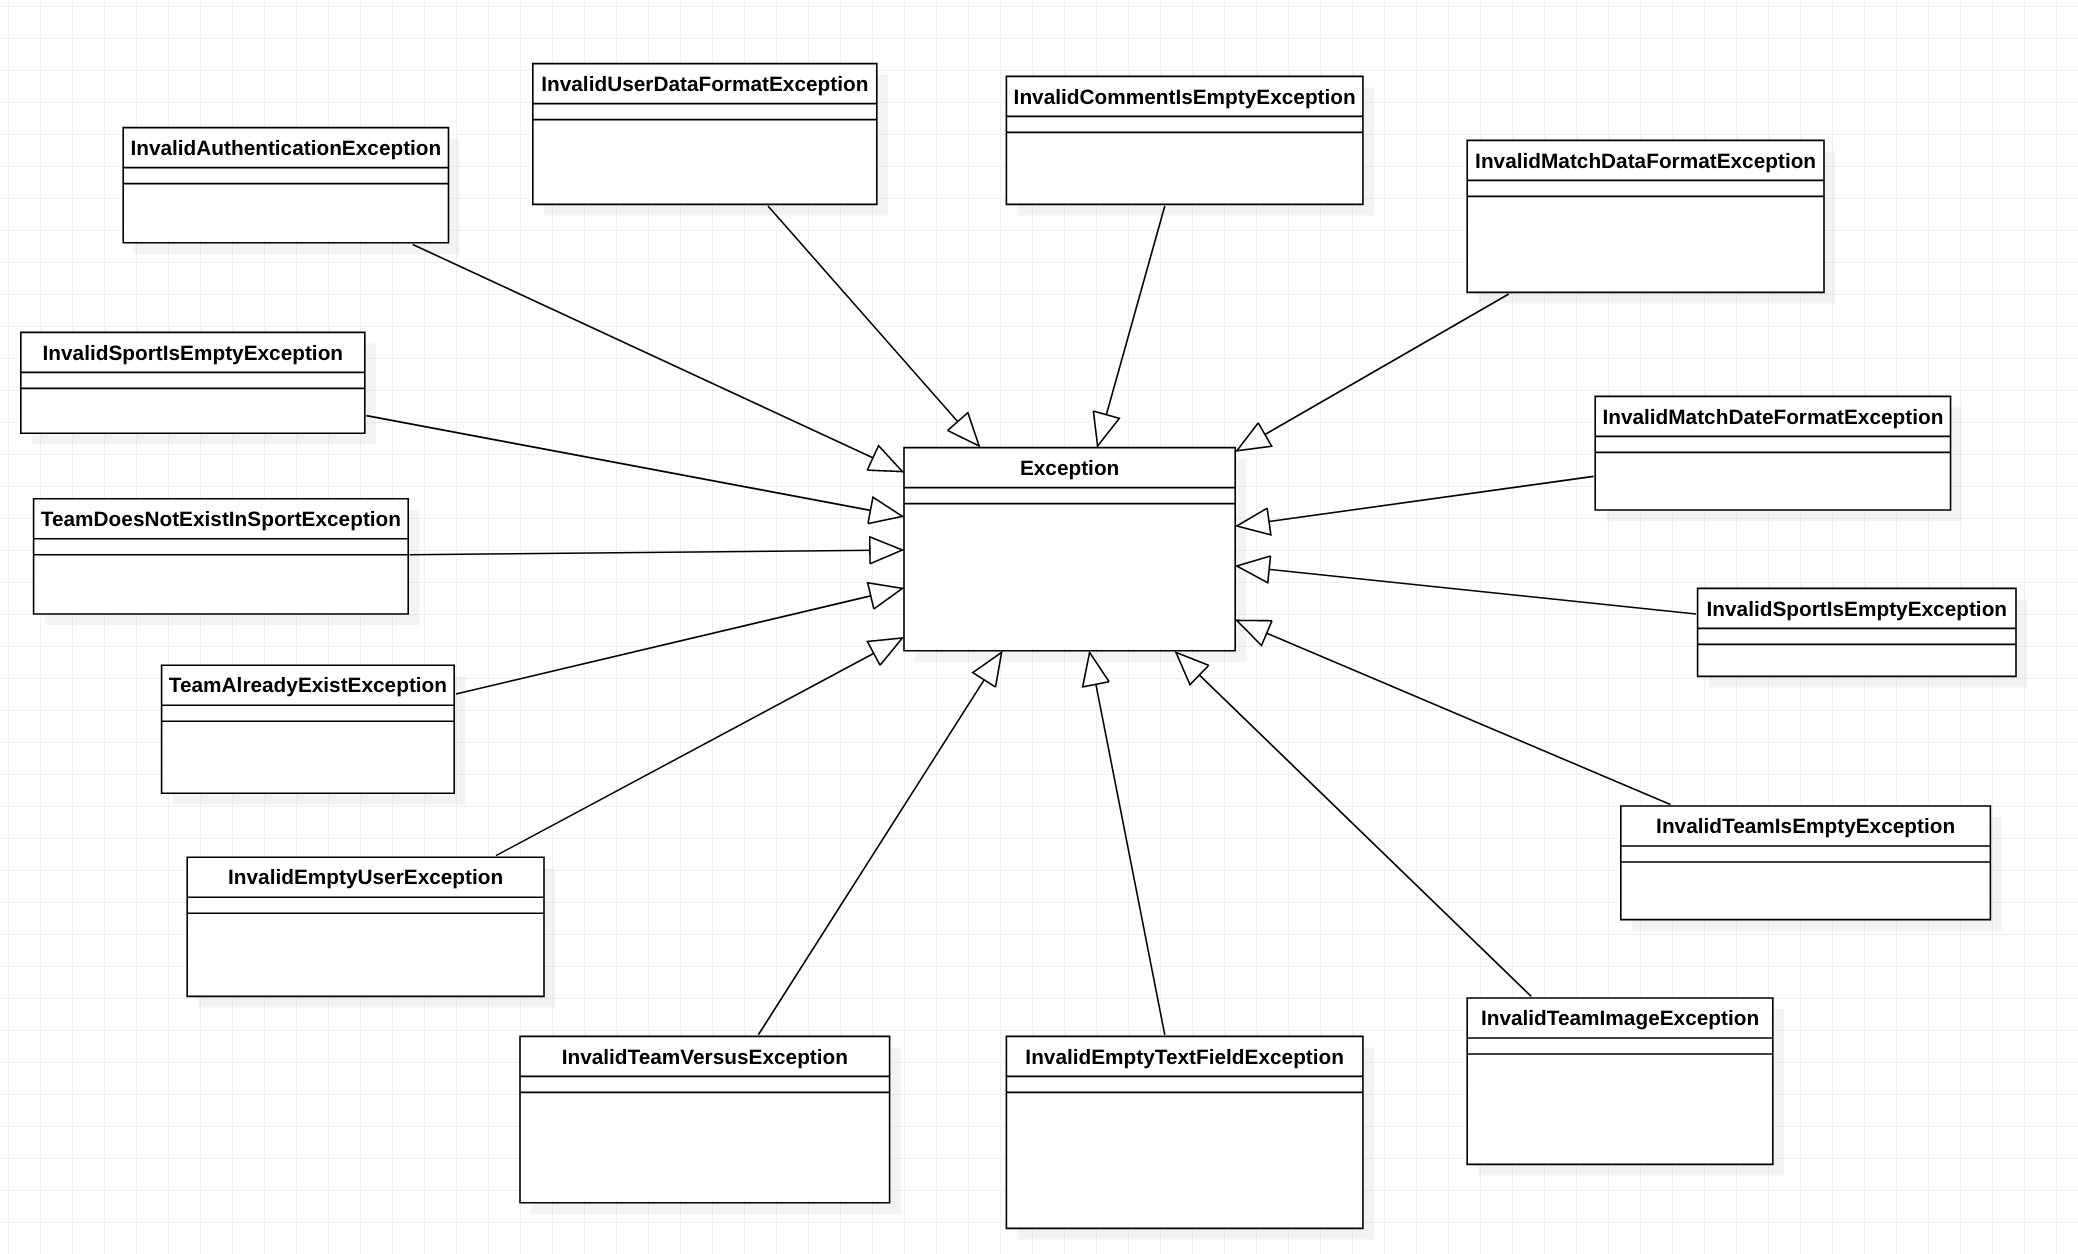 InvalidUserDataFormatException
InvalidCommentIsEmptyException
InvalidAuthenticationException
InvalidMatchDataFormatException
InvalidSportIsEmptyException
InvalidMatchDateFormatException
Exception
TeamDoesNotExistInSportException
InvalidSportIsEmptyException
TeamAlreadyExistException
InvalidTeamIsEmptyException
InvalidEmptyUserException
InvalidTeamImageException
InvalidTeamVersusException
InvalidEmptyTextFieldException